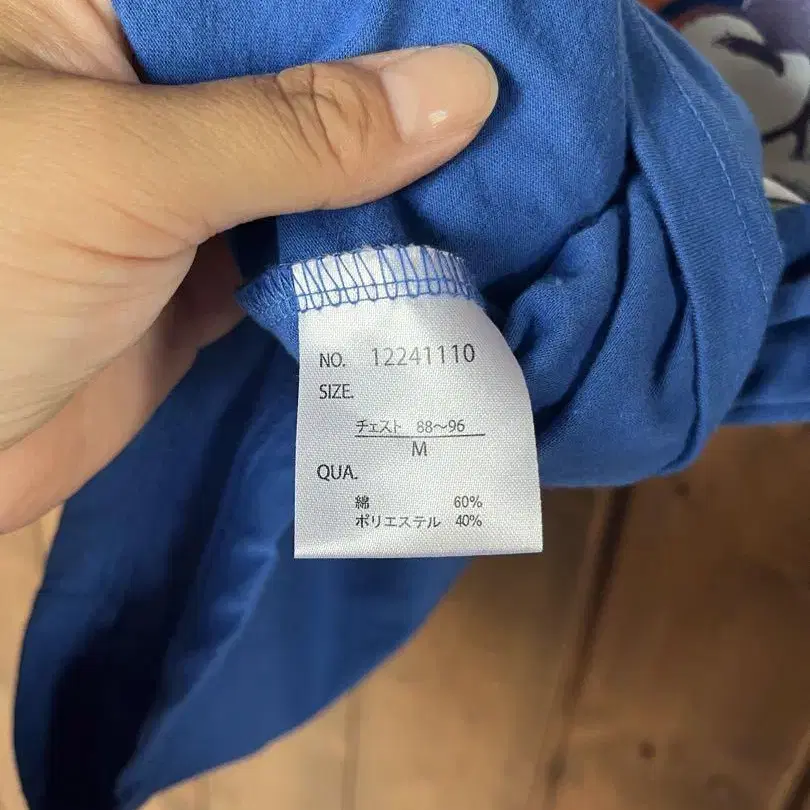 NO. 12241110
SIZE.
チェスト 88～96
M
QUA.
綿 60%
ポリエステル 40%